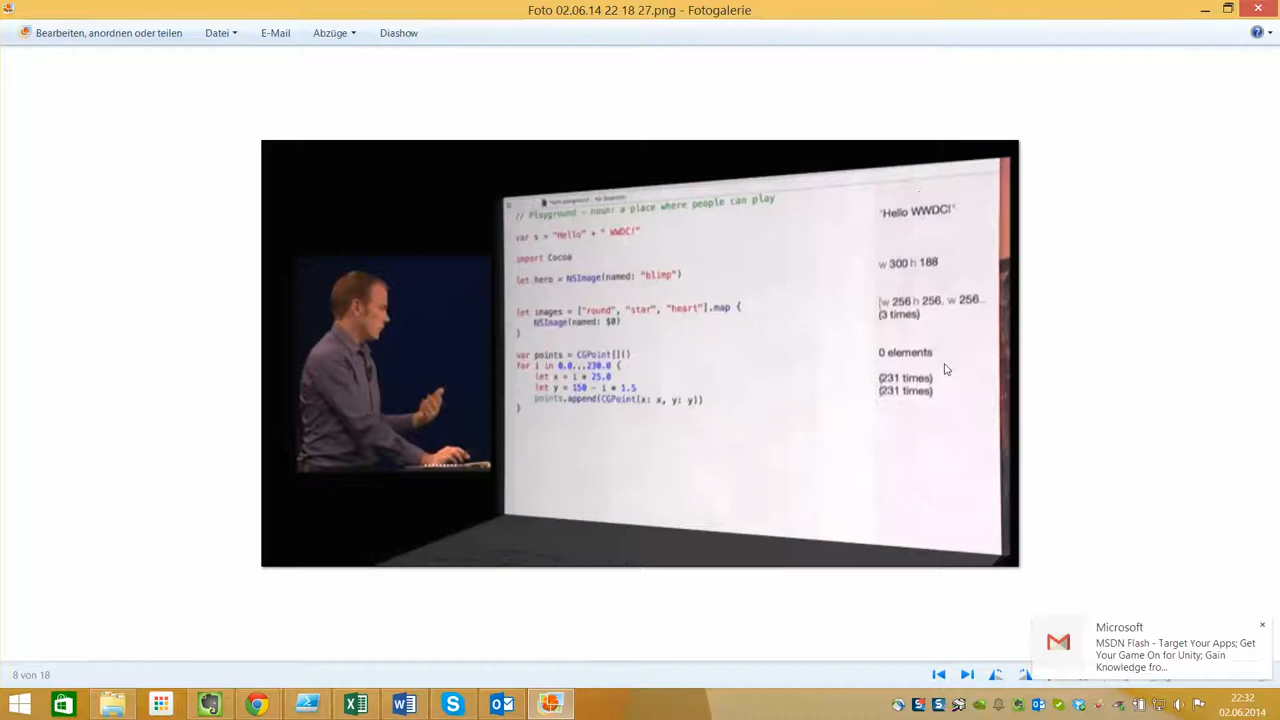 Foto 02.06.14 22 18 27.png - Fotogalerie
Bearbeiten, anordnen oder teilen
Datei
E-Mail
Abzüge
Diashow
// Playground - noun: a place where people can play
var s = "Hello" + " WWDC!"
"Hello WWDC!"
import Cocoa
let hero = NSImage(named: "blimp")
w 300 h 188
let images = ["round", "star", "heart"].map {
[w 256 h 256, w 256...
NSImage(named: $0)
(3 times)
}
var points = CGPoint[]()
0 elements
for i in 0.0...230.0 {
let x = i * 25.0
(231 times)
let y = 150 - i * 1.5
(231 times)
points.append(CGPoint(x: x, y: y))
}
Microsoft
MSDN Flash - Target Your Apps; Get
Your Game On for Unity; Gain
Knowledge fro...
8 von 18
22:32
02.06.2014